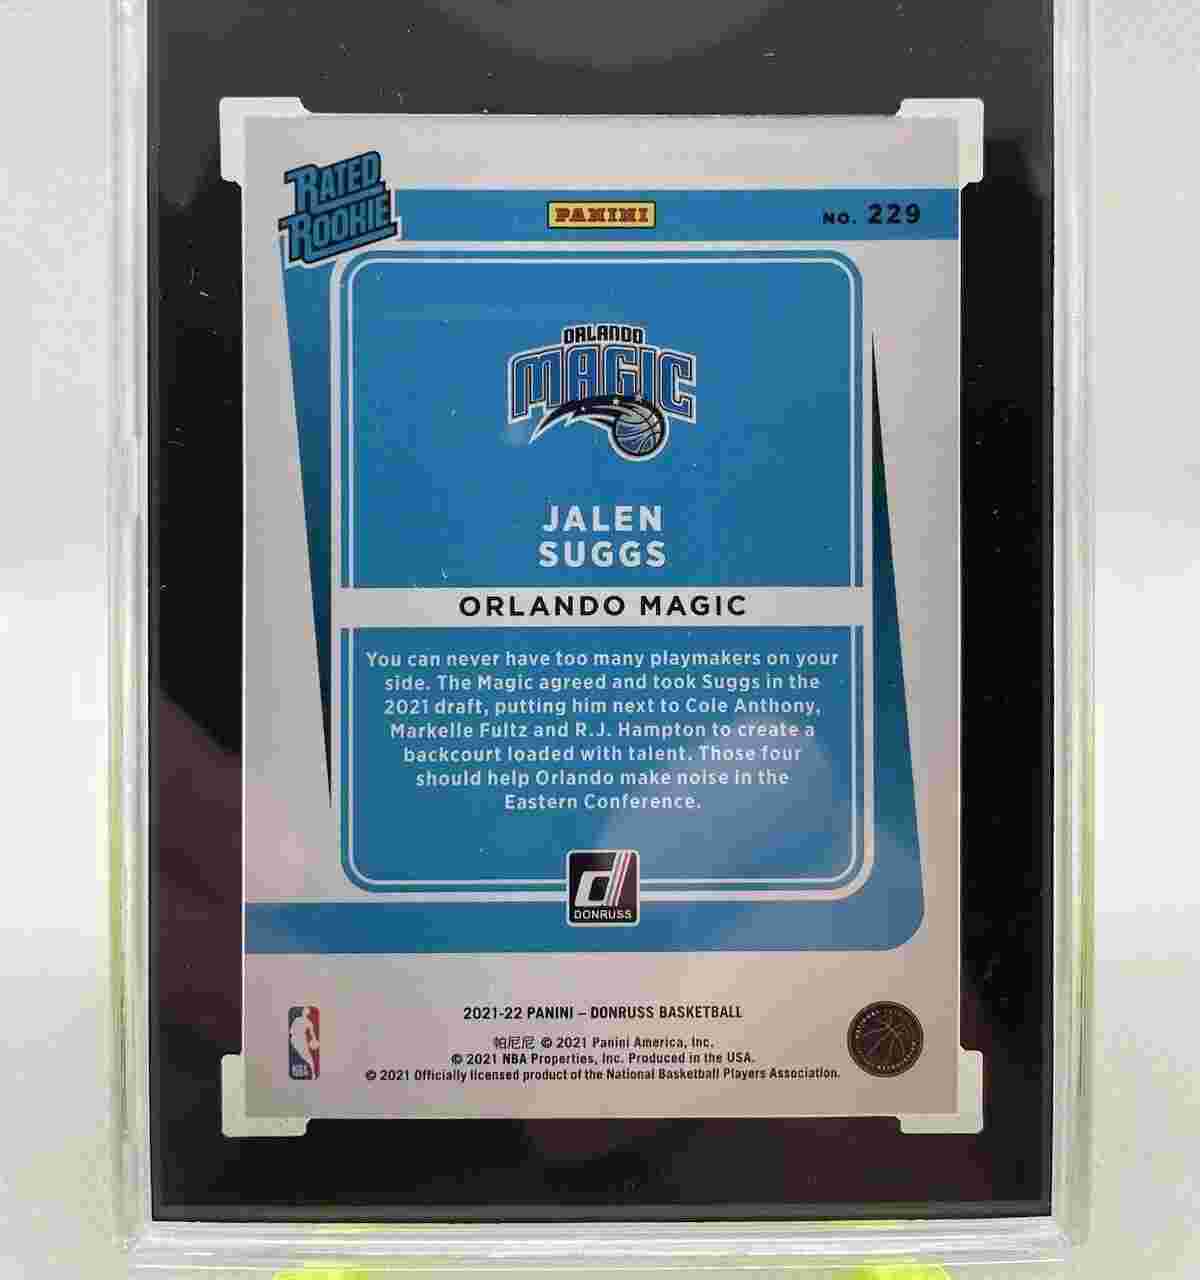 RATED
ROOKIE
PANINI
NO. 229
ORLANDO
MAGIC
JALEN
SUGGS
ORLANDO MAGIC
You can never have too many playmakers on your
side. The Magic agreed and took Suggs in the
2021 draft, putting him next to Cole Anthony,
Markelle Fultz and R.J. Hampton to create a
backcourt loaded with talent. Those four
should help Orlando make noise in the
Eastern Conference.
DONRUSS
2021-22 PANINI – DONRUSS BASKETBALL
帕尼尼 © 2021 Panini America, Inc.
© 2021 NBA Properties, Inc. Produced in the USA.
© 2021 Officially licensed product of the National Basketball Players Association.
NBA